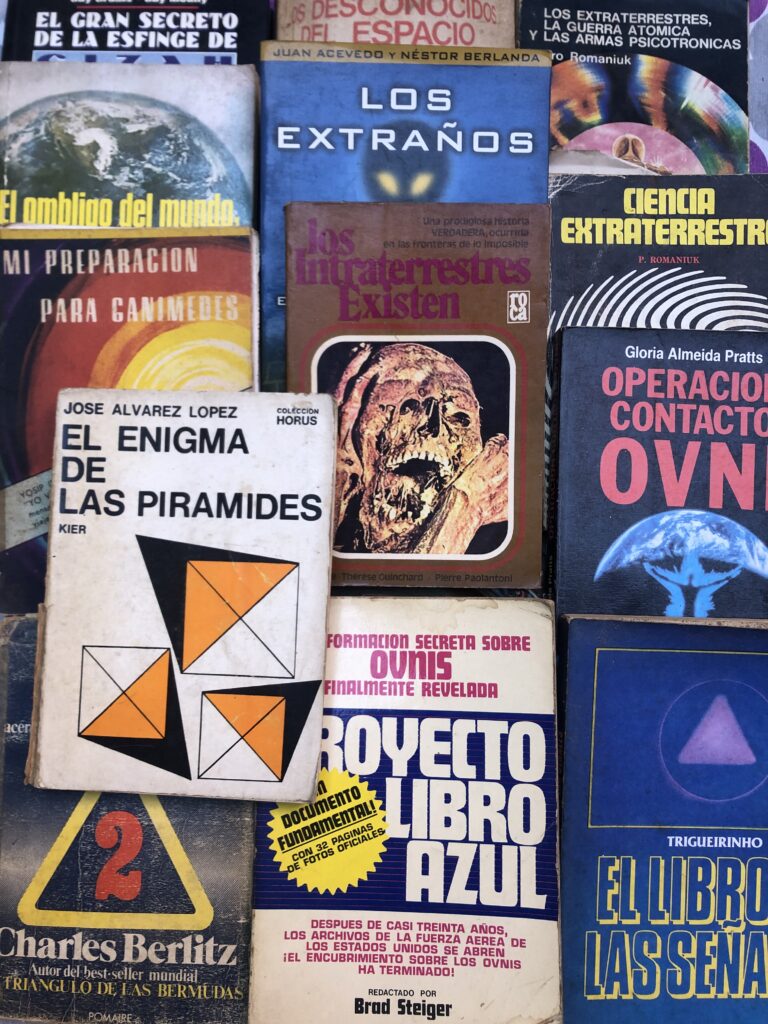 EL GRAN SECRETO
DE LA ESFINGE DE
LOS DESCONOCIDOS
DEL ESPACIO
LOS EXTRATERRESTRES,
LA GUERRA ATOMICA
Y LAS ARMAS PSICOTRONICAS
ro Romaniuk
El ombligo del mundo
JUAN ACEVEDO Y NÉSTOR BERLANDA
LOS
EXTRAÑOS
CIENCIA
EXTRATERRESTR
P. ROMANIUK
MI PREPARACION
PARA GANIMEDES
YOSIP
"YO
Una prodigiosa historia
VERDADERA, ocurrida
en las fronteras de lo imposible
los
Intraterrestres
Existen
roca
Thérèse Guinchard - Pierre Paolantoni
Gloria Almeida Pratts
OPERACION
CONTACTO
OVNI
JOSE ALVAREZ LOPEZ
COLECCION
HORUS
EL ENIGMA
DE
LAS PIRAMIDES
KIER
2
Charles Berlitz
Autor del best-seller mundial
TRIANGULO DE LAS BERMUDAS
POMAIRE
FORMACION SECRETA SOBRE
OVNIS
FINALMENTE REVELADA
ROYECTO
LIBRO
AZUL
UN
DOCUMENTO
FUNDAMENTAL!
CON 32 PAGINAS
DE FOTOS OFICIALES
DESPUES DE CASI TREINTA AÑOS,
LOS ARCHIVOS DE LA FUERZA AEREA DE
LOS ESTADOS UNIDOS SE ABREN
¡EL ENCUBRIMIENTO SOBRE LOS OVNIS
HA TERMINADO!
REDACTADO POR
Brad Steiger
TRIGUEIRINHO
EL LIBRO
LAS SEÑA